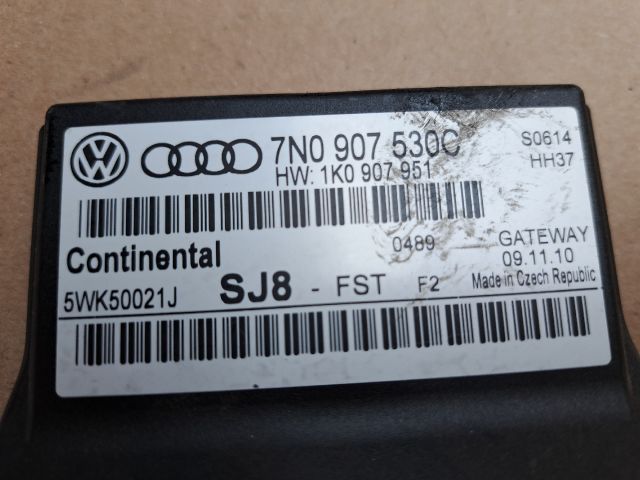 7N0 907 530C S0614
HW: 1K0 907 951 HH37
Continental 0489 GATEWAY
09.11.10
5WK50021J SJ8 - FST F2 Made in Czech Republic